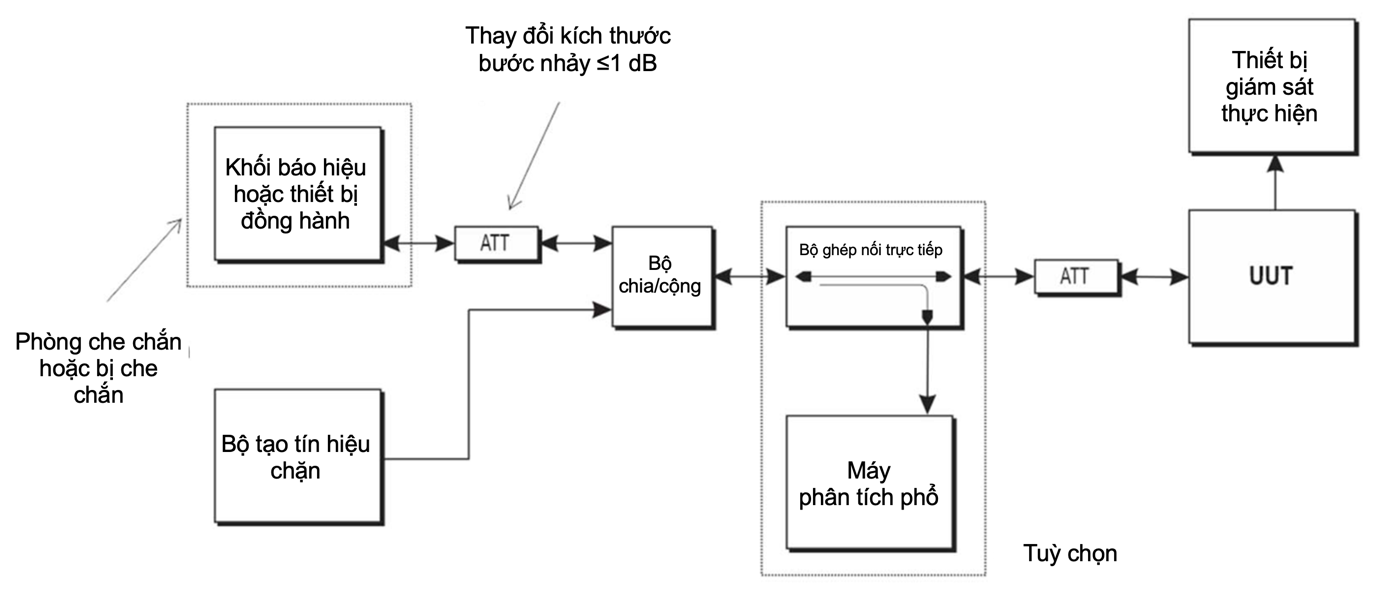 Thay đổi kích thước
bước nhảy ≤1 dB
Thiết bị
giám sát
thực hiện
Khối báo hiệu
hoặc thiết bị
đồng hành
ATT
Bộ
chia/cộng
Bộ ghép nối trực tiếp
ATT
UUT
Phòng che chắn
hoặc bị che
chắn
Bộ tạo tín hiệu
chặn
Máy
phân tích phổ
Tuỳ chọn